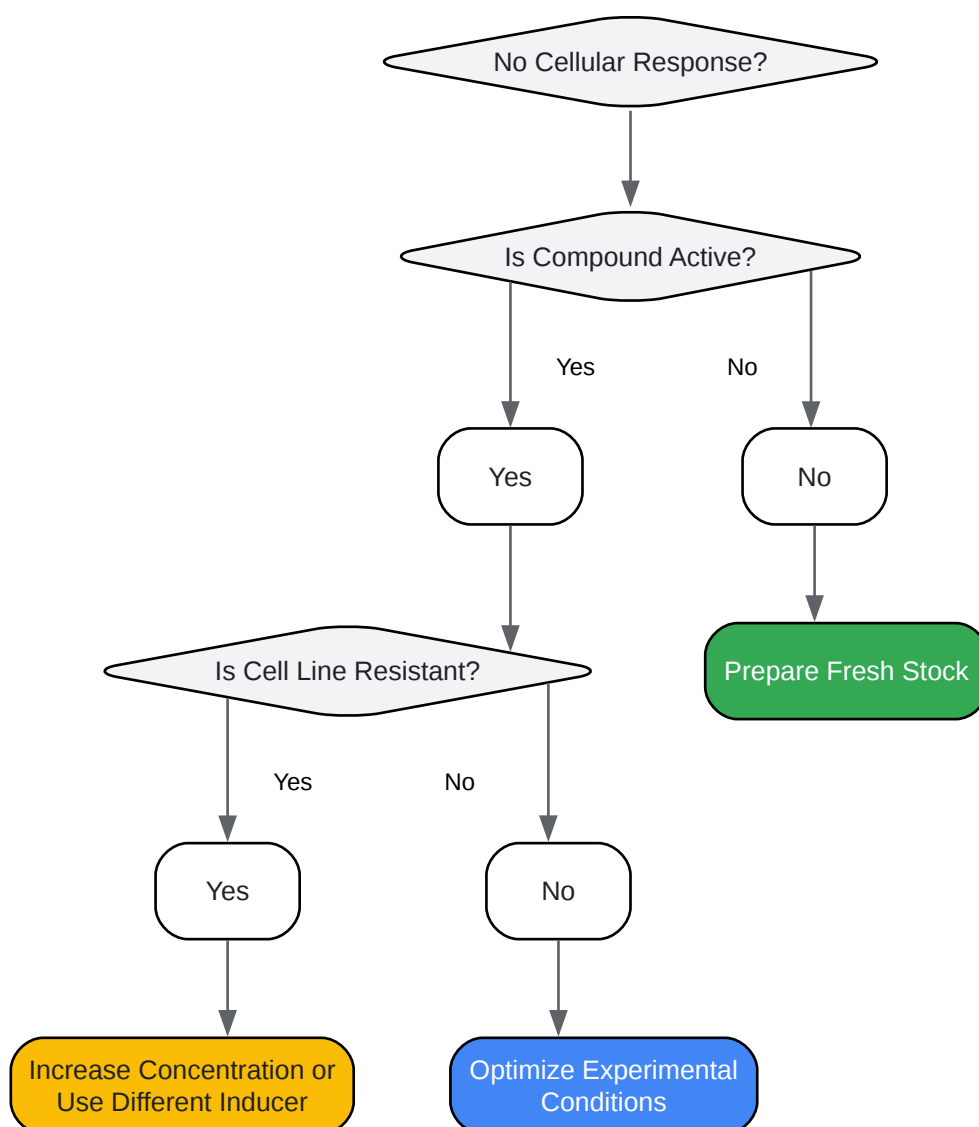 No Cellular Response?
Is Compound Active?
Yes
No
Yes
No
Is Cell Line Resistant?
Prepare Fresh Stock
Yes
No
Yes
No
Increase Concentration or
Use Different Inducer
Optimize Experimental
Conditions